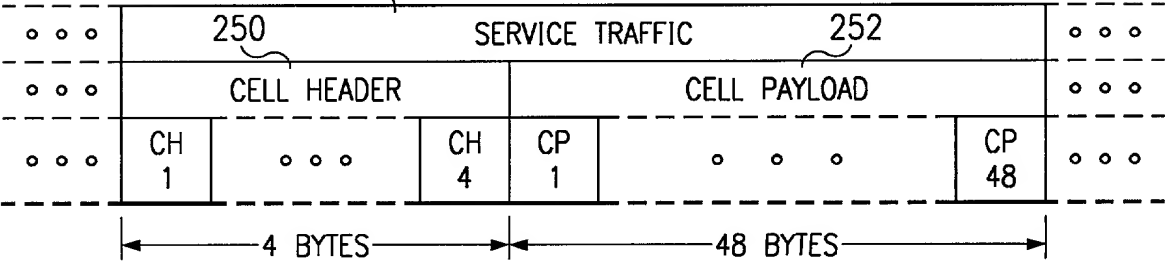 250 SERVICE TRAFFIC 252
CELL HEADER CELL PAYLOAD
CH 1 CH 4 CP 1 CP 48
4 BYTES 48 BYTES